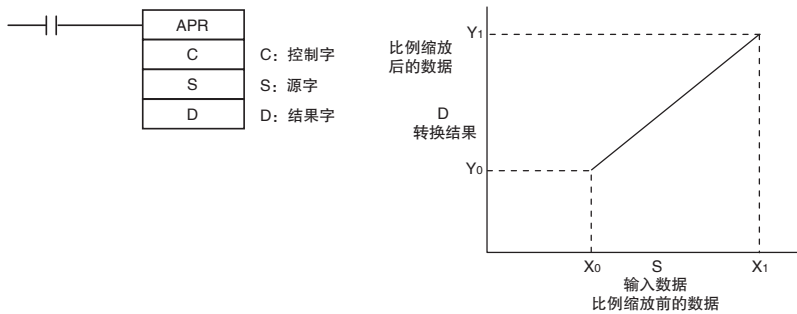 APR
C
C：控制字
S
S：源字
D
D：结果字
Y1
比例缩放
后的数据
D
转换结果
Y0
X0
S
X1
输入数据
比例缩放前的数据